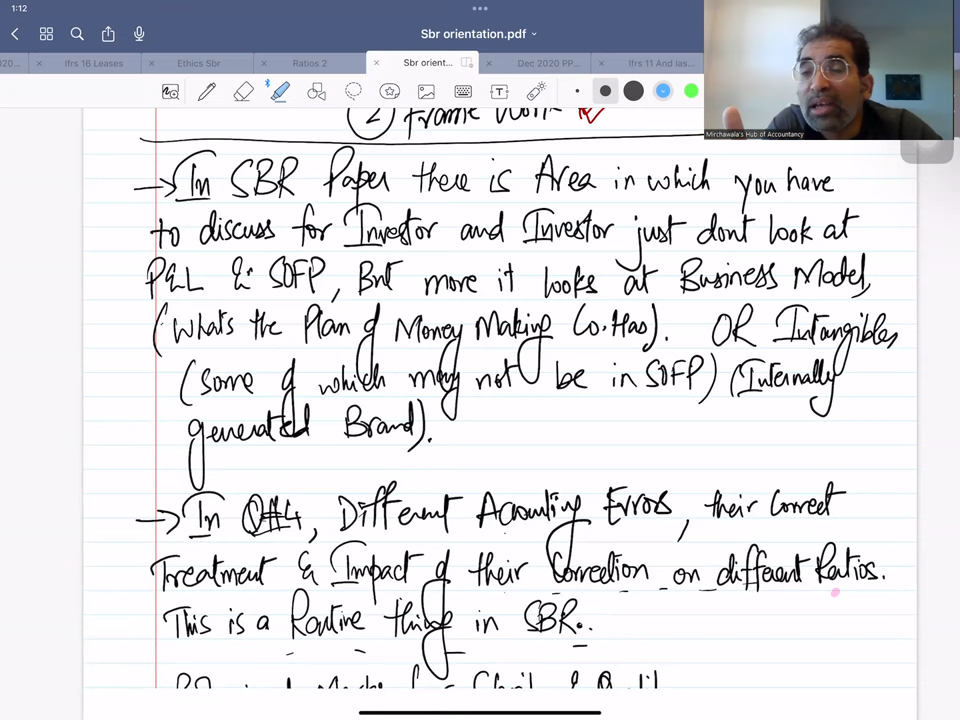 1:12
Sbr orientation.pdf
2020...
Ifrs 16 Leases
Ethics Sbr
Ratios 2
Sbr orient...
Dec 2020 PP...
Ifrs 11 And las...
Mirchawala's Hub of Accountancy
(2) Frame Work
→ In SBR Paper there is Area in which you have
to discuss for Investor and Investor just dont look at
P&L & SOFP, But more it looks at Business Model,
(Whats the Plan of Money Making Co. Has). OR Intangibles
(Some of which may not be in SOFP) (Internally
generated Brand).
→ In Q#4, Different Accounting Errors, their Correct
Treatment & Impact of their Correction on different Ratios.
This is a Routine thing in SBR.